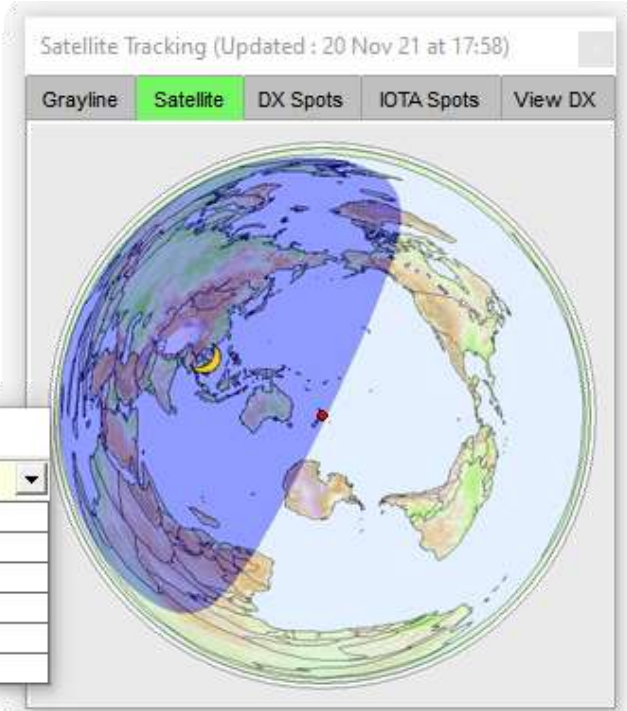 Satellite Tracking (Updated : 20 Nov 21 at 17:58)
Grayline Satellite DX Spots IOTA Spots View DX